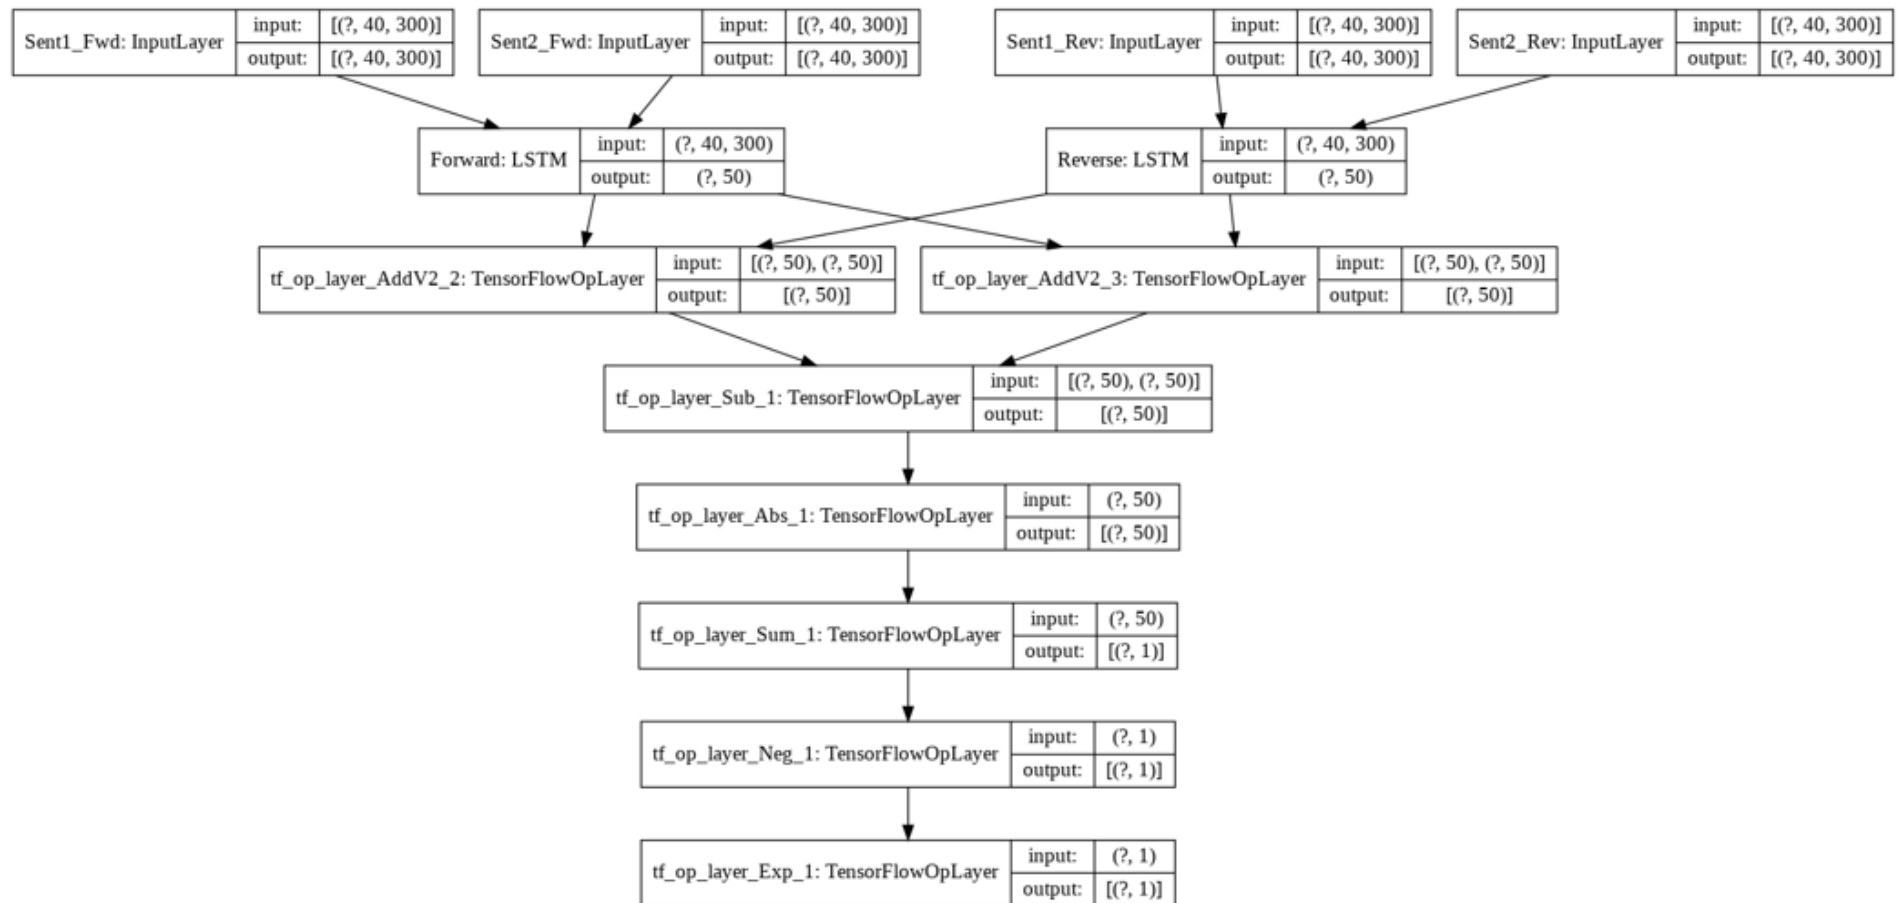 Sent1_Fwd: InputLayer
input: [(?, 40, 300)]
output: [(?, 40, 300)]
Sent2_Fwd: InputLayer
input: [(?, 40, 300)]
output: [(?, 40, 300)]
Sent1_Rev: InputLayer
input: [(?, 40, 300)]
output: [(?, 40, 300)]
Sent2_Rev: InputLayer
input: [(?, 40, 300)]
output: [(?, 40, 300)]
Forward: LSTM
input: (?, 40, 300)
output: (?, 50)
Reverse: LSTM
input: (?, 40, 300)
output: (?, 50)
tf_op_layer_AddV2_2: TensorFlowOpLayer
input: [(?, 50), (?, 50)]
output: [(?, 50)]
tf_op_layer_AddV2_3: TensorFlowOpLayer
input: [(?, 50), (?, 50)]
output: [(?, 50)]
tf_op_layer_Sub_1: TensorFlowOpLayer
input: [(?, 50), (?, 50)]
output: [(?, 50)]
tf_op_layer_Abs_1: TensorFlowOpLayer
input: (?, 50)
output: [(?, 50)]
tf_op_layer_Sum_1: TensorFlowOpLayer
input: (?, 50)
output: [(?, 1)]
tf_op_layer_Neg_1: TensorFlowOpLayer
input: (?, 1)
output: [(?, 1)]
tf_op_layer_Exp_1: TensorFlowOpLayer
input: (?, 1)
output: [(?, 1)]